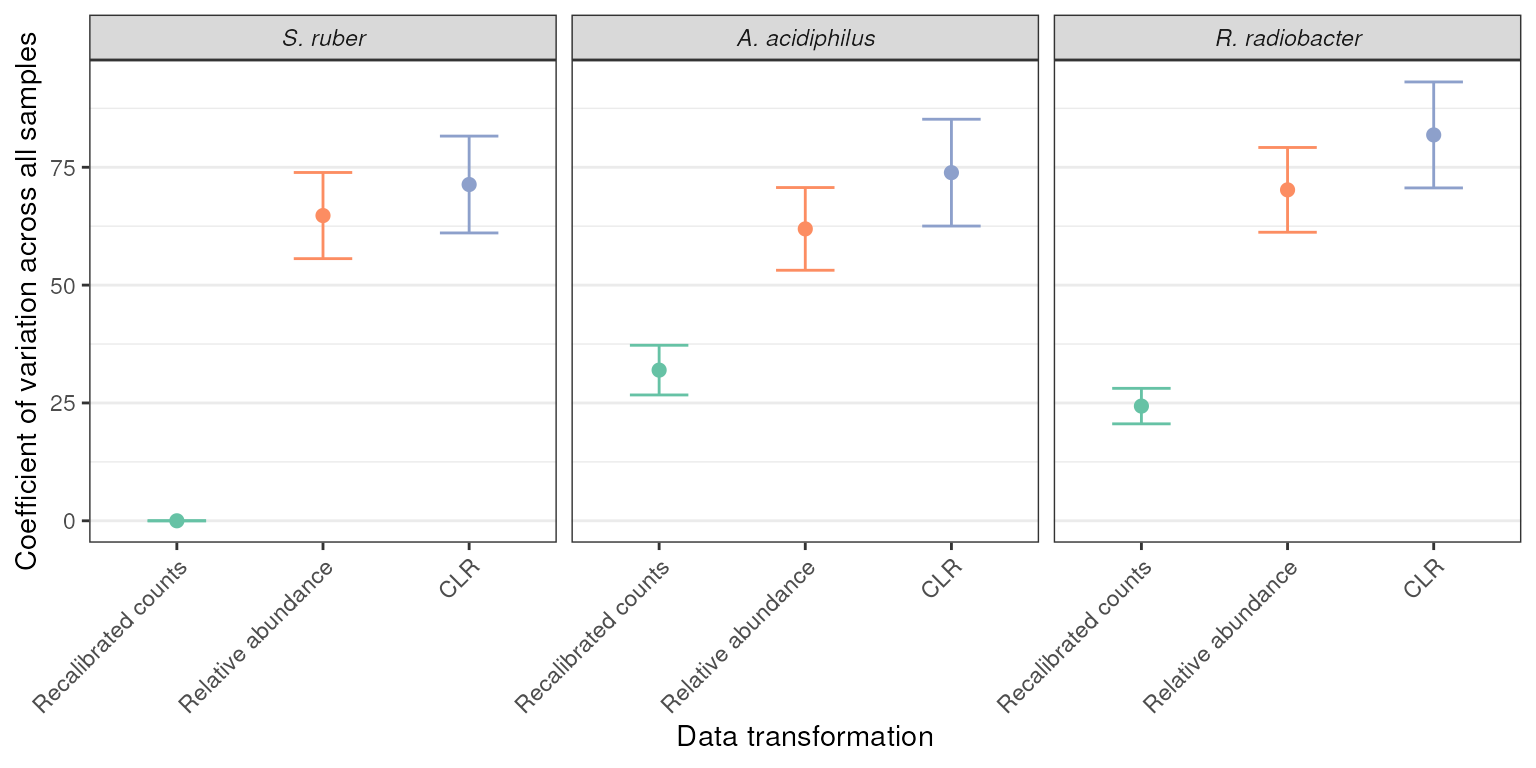 S. ruber
A. acidiphilus
R. radiobacter
Coefficient of variation across all samples
75
50
25
0
Recalibrated counts
Relative abundance
CLR
Recalibrated counts
Relative abundance
CLR
Recalibrated counts
Relative abundance
CLR
Data transformation